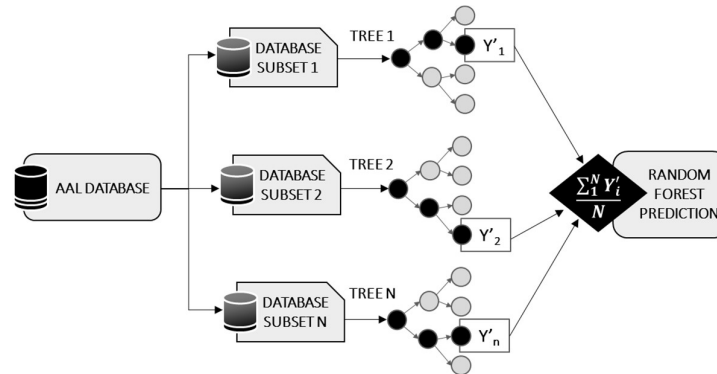 DATABASE
SUBSET 1
TREE 1
Y'₁
AAL DATABASE
DATABASE
SUBSET 2
TREE 2
Y'₂
∑₁ᴺ Y'ᵢ
N
RANDOM
FOREST
PREDICTION
DATABASE
SUBSET N
TREE N
Y'ₙ